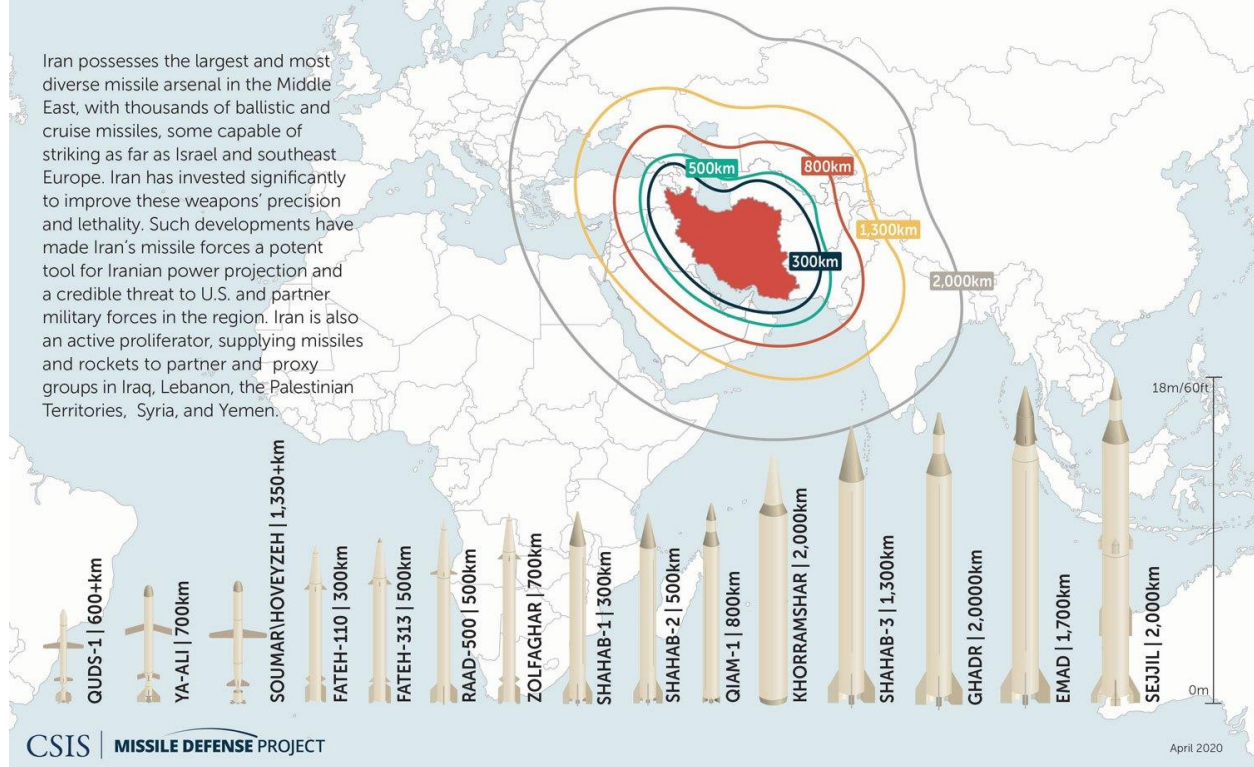 Iran possesses the largest and most
diverse missile arsenal in the Middle
East, with thousands of ballistic and
cruise missiles, some capable of
striking as far as Israel and southeast
Europe. Iran has invested significantly
to improve these weapons' precision
and lethality. Such developments have
made Iran's missile forces a potent
tool for Iranian power projection and
a credible threat to U.S. and partner
military forces in the region. Iran is also
an active proliferator, supplying missiles
and rockets to partner and proxy
groups in Iraq, Lebanon, the Palestinian
Territories, Syria, and Yemen.
500km
800km
1,300km
300km
2,000km
18m/60ft
0m
QUDS-1 | 600+km
YA-ALI | 700km
SOUMAR\HOVEYZEH | 1,350+km
FATEH-110 | 300km
FATEH-313 | 500km
RAAD-500 | 500km
ZOLFAGHAR | 700km
SHAHAB-1 | 300km
SHAHAB-2 | 500km
QIAM-1 | 800km
KHORRAMSHAR | 2,000km
SHAHAB-3 | 1,300km
GHADR | 2,0000km
EMAD | 1,700km
SEJJIL | 2,000km
CSIS | MISSILE DEFENSE PROJECT
April 2020